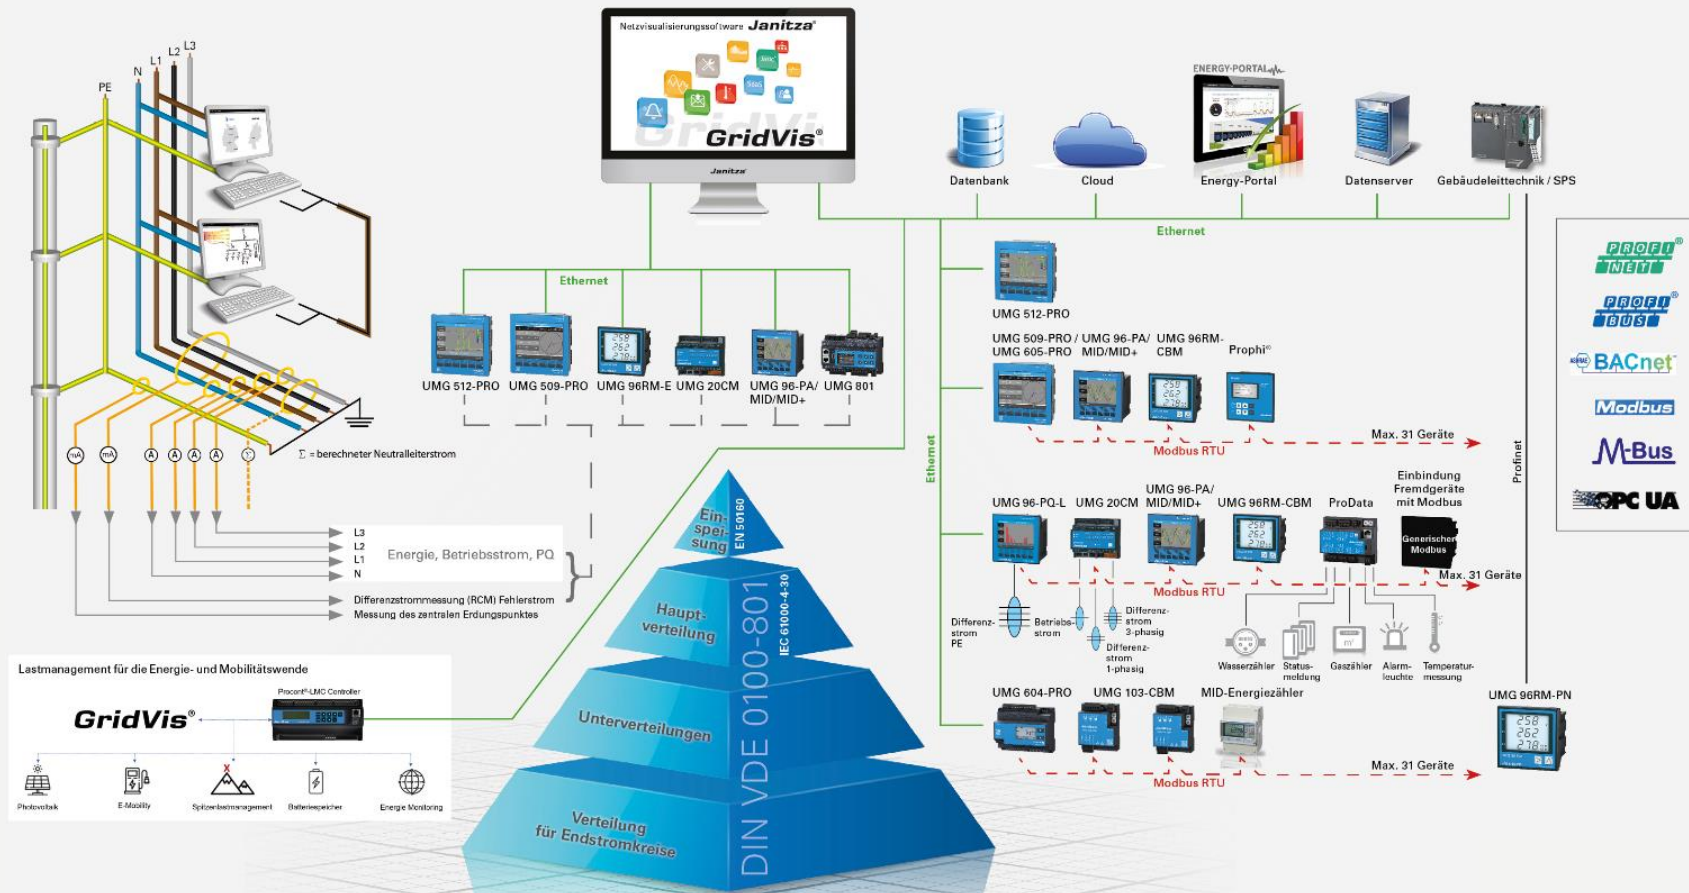 Netzvisualisierungssoftware Janitza®
GridVis®
Janitza®
PE
N
L1
L2
L3
mA
mA
A
A
A
A
Σ
Σ = berechneter Neutralleiterstrom
L3
L2
L1
N
Energie, Betriebsstrom, PQ
Differenzstrommessung (RCM) Fehlerstrom
Messung des zentralen Erdungspunktes
Ethernet
UMG 512-PRO
UMG 509-PRO
UMG 96RM-E
UMG 20CM
UMG 96-PA/
MID/MID+
UMG 801
ENERGY-PORTAL
Datenbank
Cloud
Energy-Portal
Datenserver
Gebäudeleittechnik / SPS
Ethernet
Ethernet
Profinet
UMG 512-PRO
UMG 509-PRO /
UMG 605-PRO
UMG 96-PA/
MID/MID+
UMG 96RM-
CBM
Prophi®
Modbus RTU
Max. 31 Geräte
UMG 96-PQ-L
UMG 20CM
UMG 96-PA/
MID/MID+
UMG 96RM-CBM
ProData
Einbindung
Fremdgeräte
mit Modbus
Generischer
Modbus
Modbus RTU
Max. 31 Geräte
Differenz-
strom
PE
Betriebs-
strom
Differenz-
strom
3-phasig
Differenz-
strom
1-phasig
m³
Wasserzähler
Status-
meldung
Gaszähler
Alarm-
leuchte
Temperatur-
messung
UMG 604-PRO
UMG 103-CBM
MID-Energiezähler
Modbus RTU
Max. 31 Geräte
UMG 96RM-PN
PROFI®
NET
PROFI®
BUS
ASHRAE BACnet™
Modbus
M-Bus
OPC UA
Ein-
spei-
sung
EN 50160
Haupt-
verteilung
IEC 61000-4-30
Unterverteilungen
Verteilung
für Endstromkreise
DIN VDE 0100-801
Lastmanagement für die Energie- und Mobilitätswende
GridVis®
Procont®-LMC Controller
X
Photovoltaik
E-Mobility
Spitzenlastmanagement
Batteriespeicher
Energie Monitoring